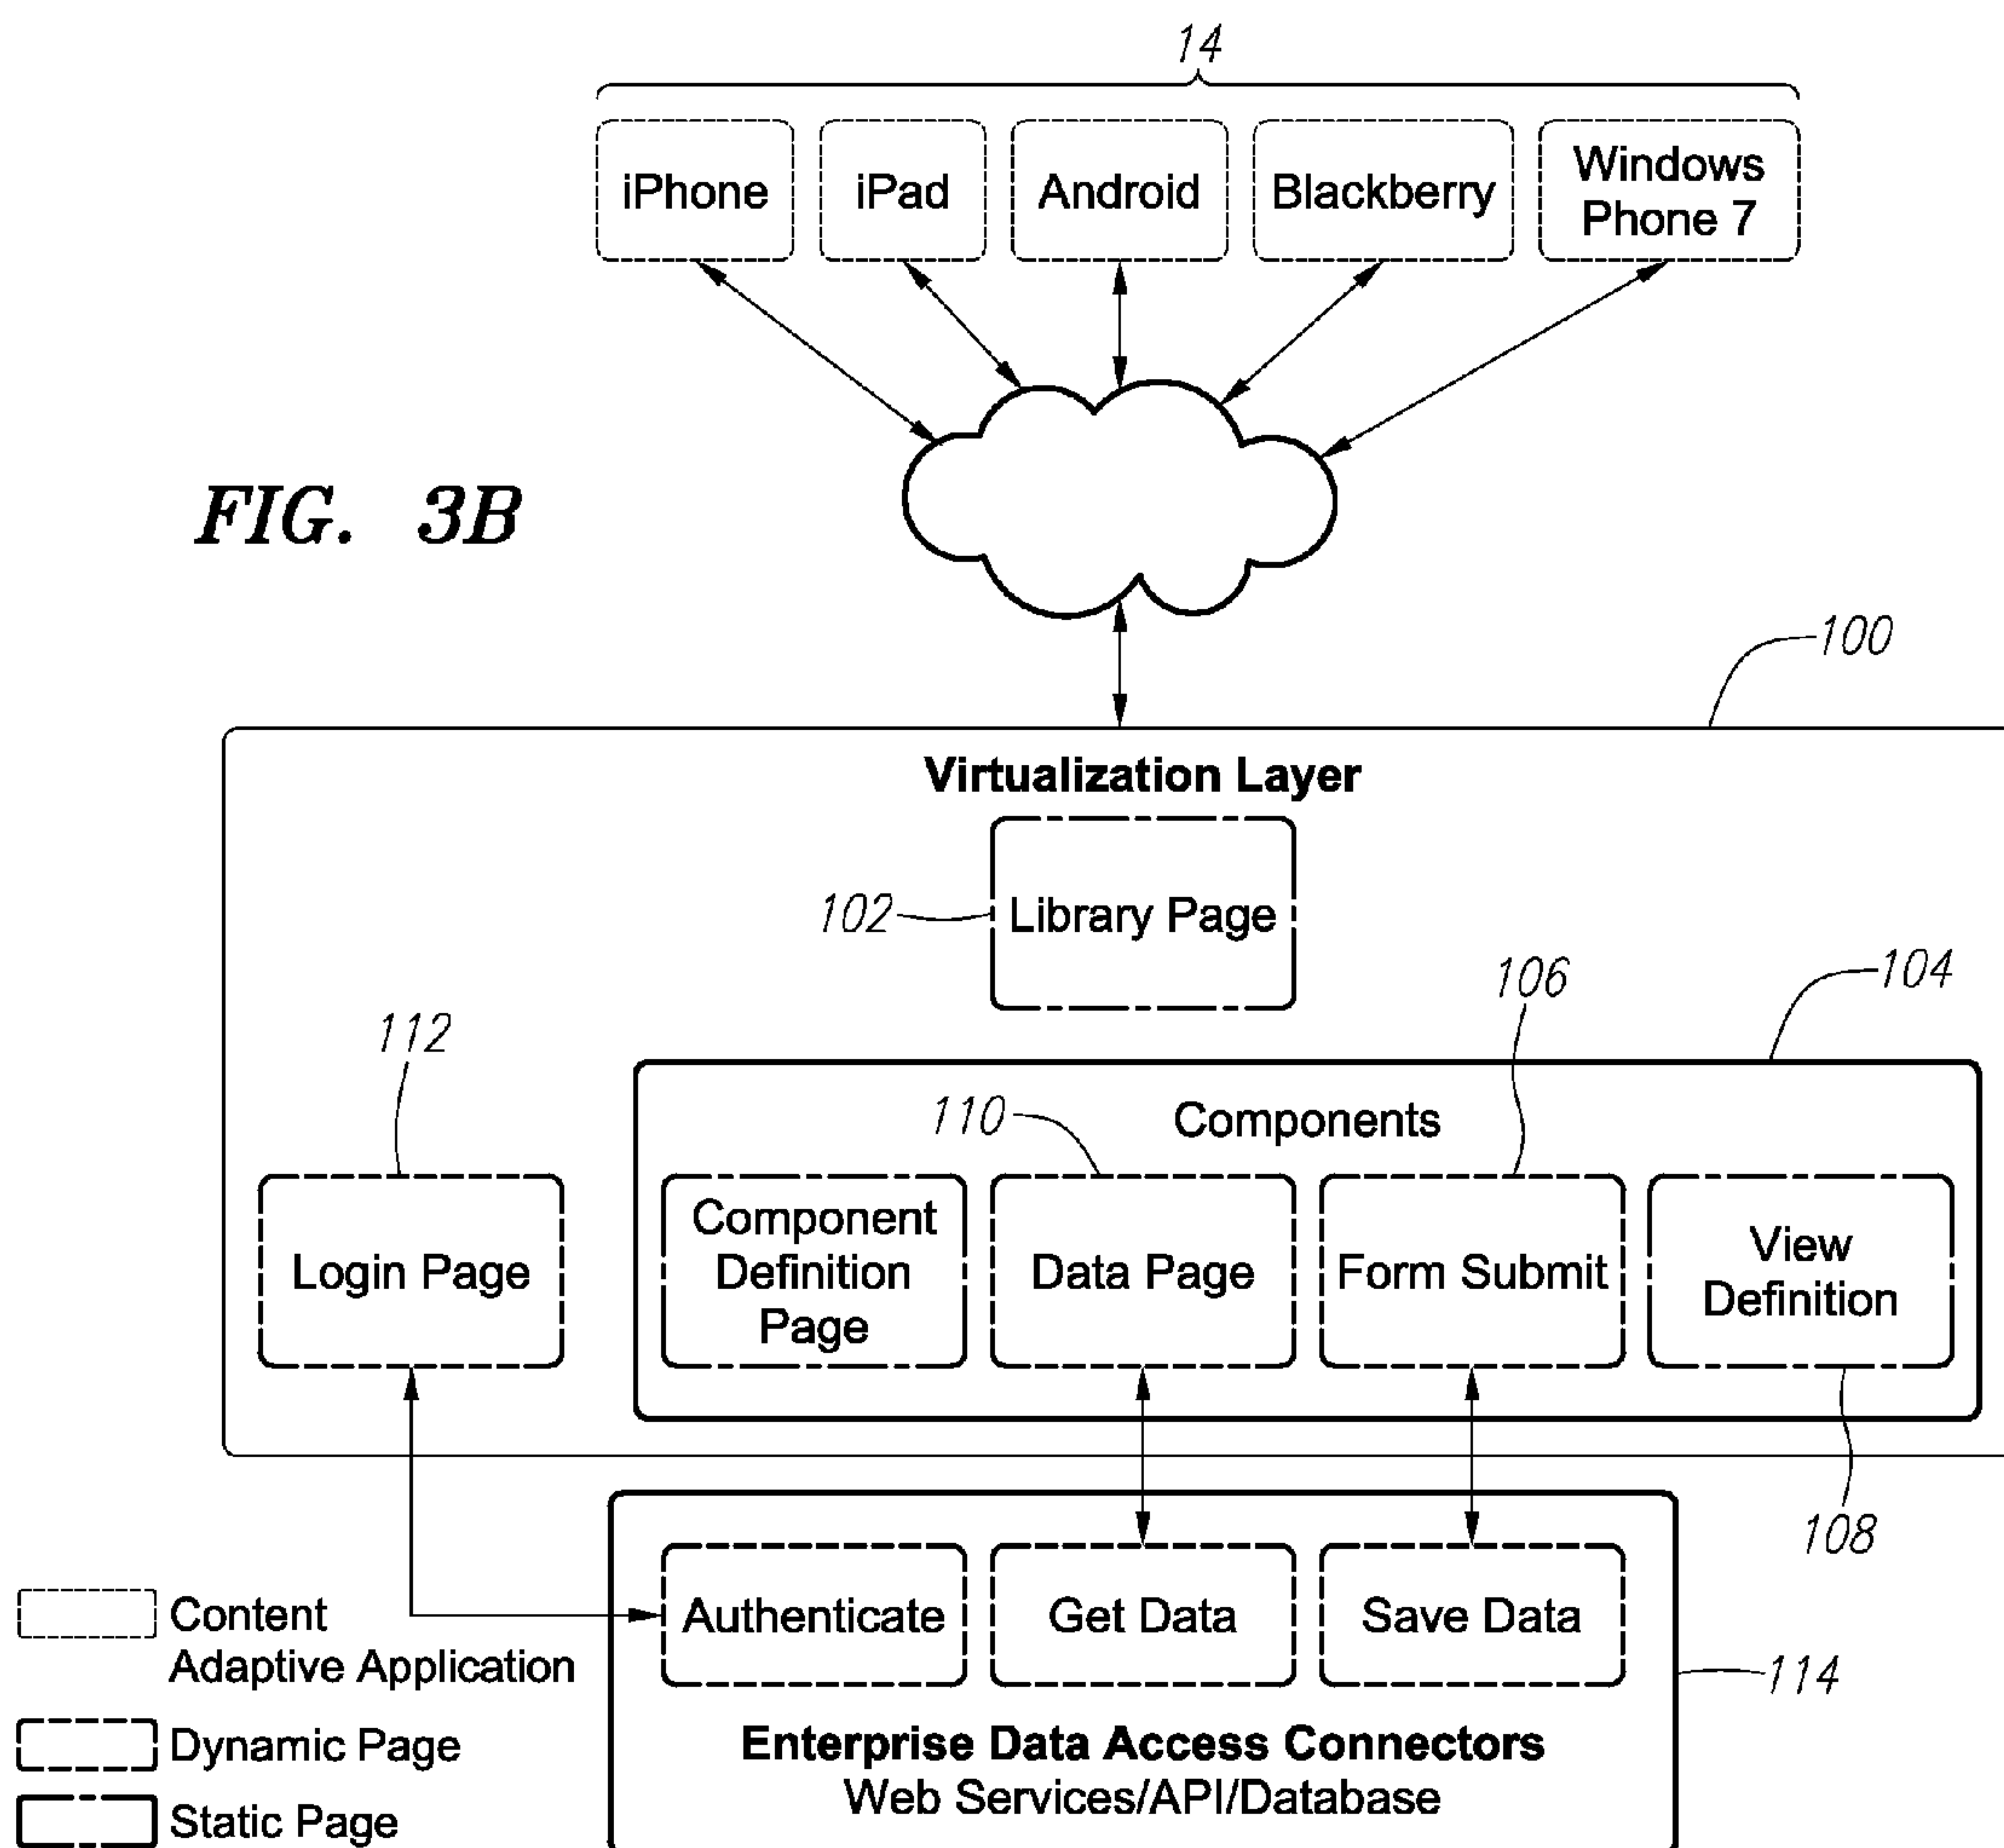 14
iPhone
iPad
Android
Blackberry
Windows
Phone 7
FIG. 3B
100
Virtualization Layer
102
Library Page
104
106
112
110
Components
Login Page
Component
Definition
Page
Data Page
Form Submit
View
Definition
108
Authenticate
Get Data
Save Data
114
Enterprise Data Access Connectors
Web Services/API/Database
Content
Adaptive Application
Dynamic Page
Static Page